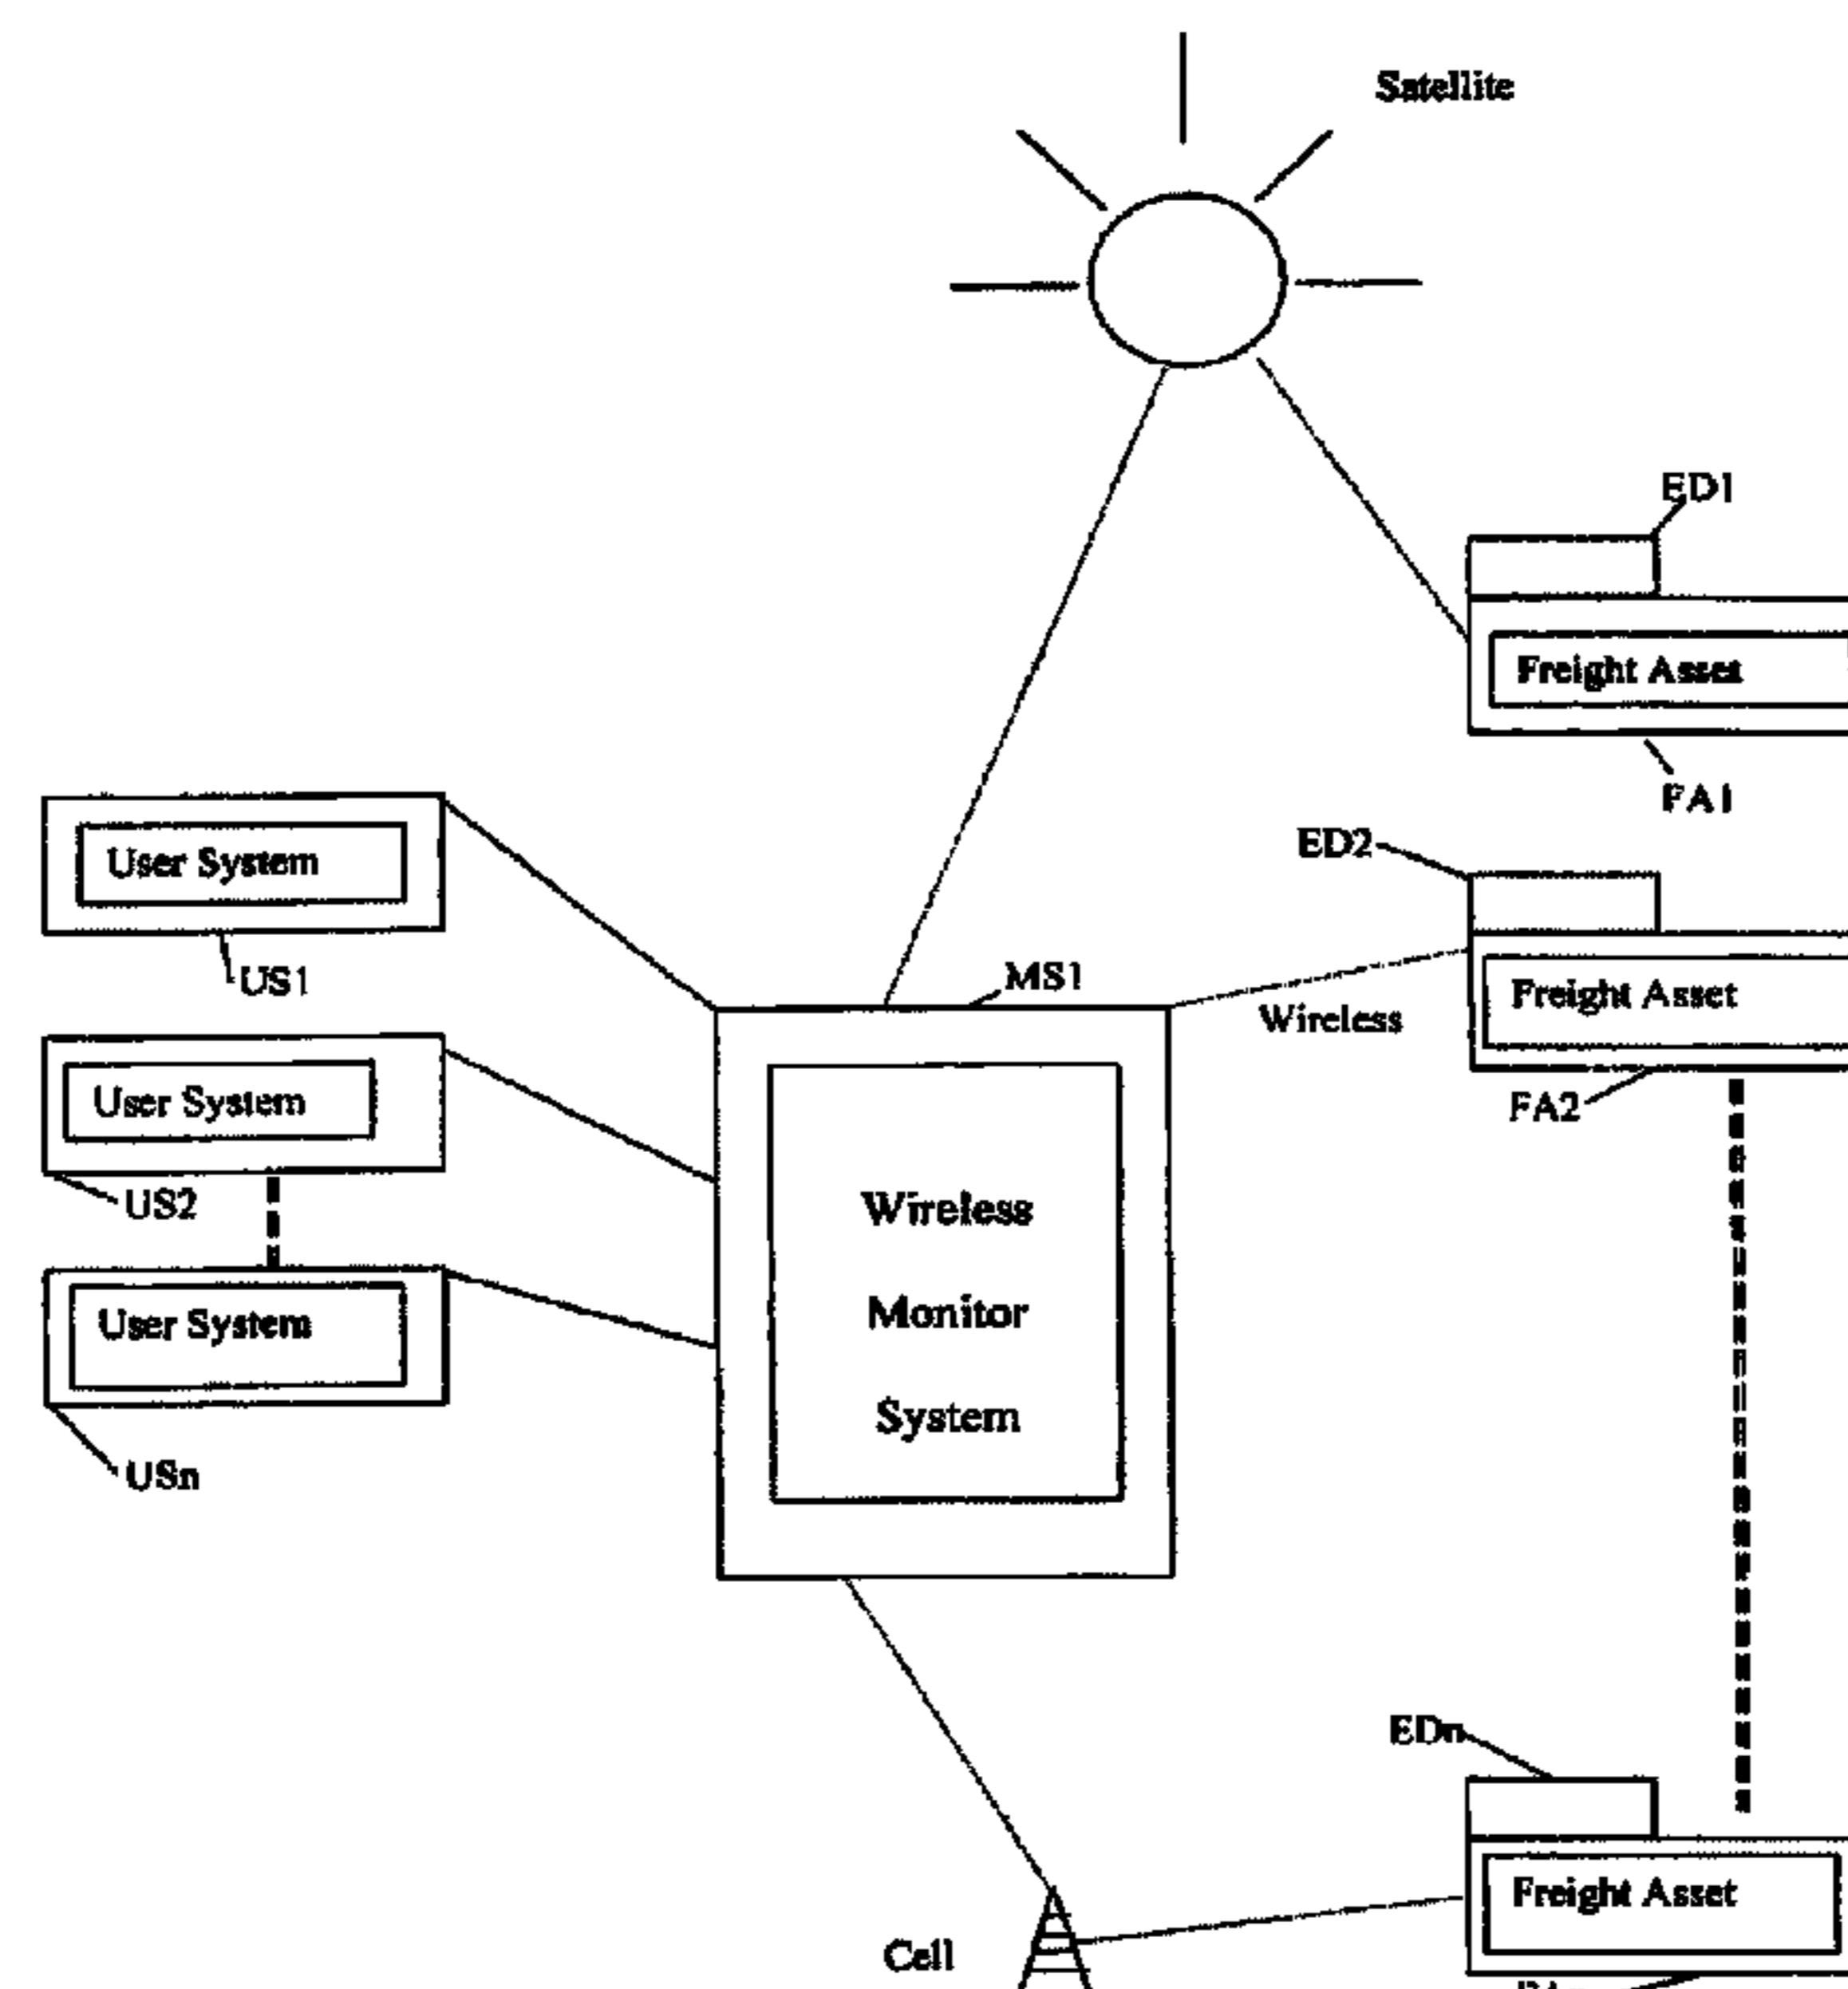 Satellite
ED1
Freight Asset
FA1
ED2
User System
US1
MS1
Wireless
Freight Asset
FA2
User System
US2
Wireless
Monitor
System
User System
USn
EDn
Freight Asset
Cell